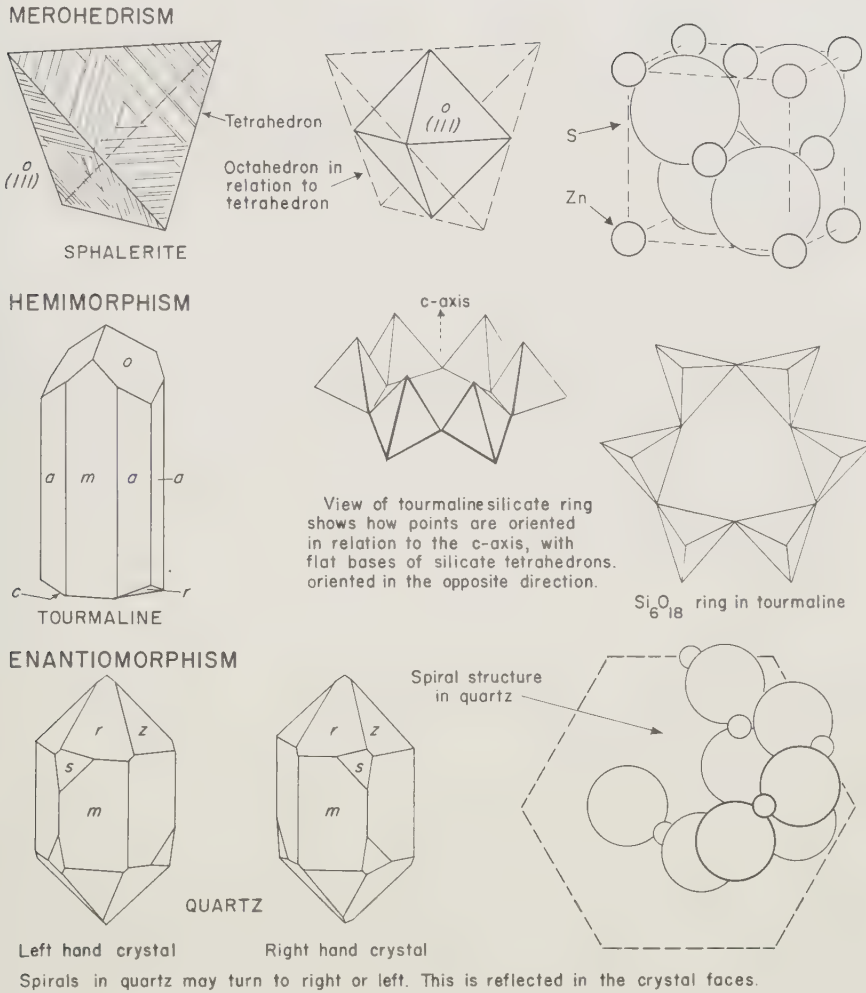 MEROHEDRISM
o
(111)
Tetrahedron
Octahedron in
relation to
tetrahedron
SPHALERITE
o
(111)
S
Zn
HEMIMORPHISM
o
a
m
a
a
c
r
TOURMALINE
c-axis
View of tourmaline silicate ring
shows how points are oriented
in relation to the c-axis, with
flat bases of silicate tetrahedrons.
oriented in the opposite direction.
Si6O18 ring in tourmaline
ENANTIOMORPHISM
r
z
s
m
r
z
s
m
Spiral structure
in quartz
QUARTZ
Left hand crystal
Right hand crystal
Spirals in quartz may turn to right or left. This is reflected in the crystal faces.